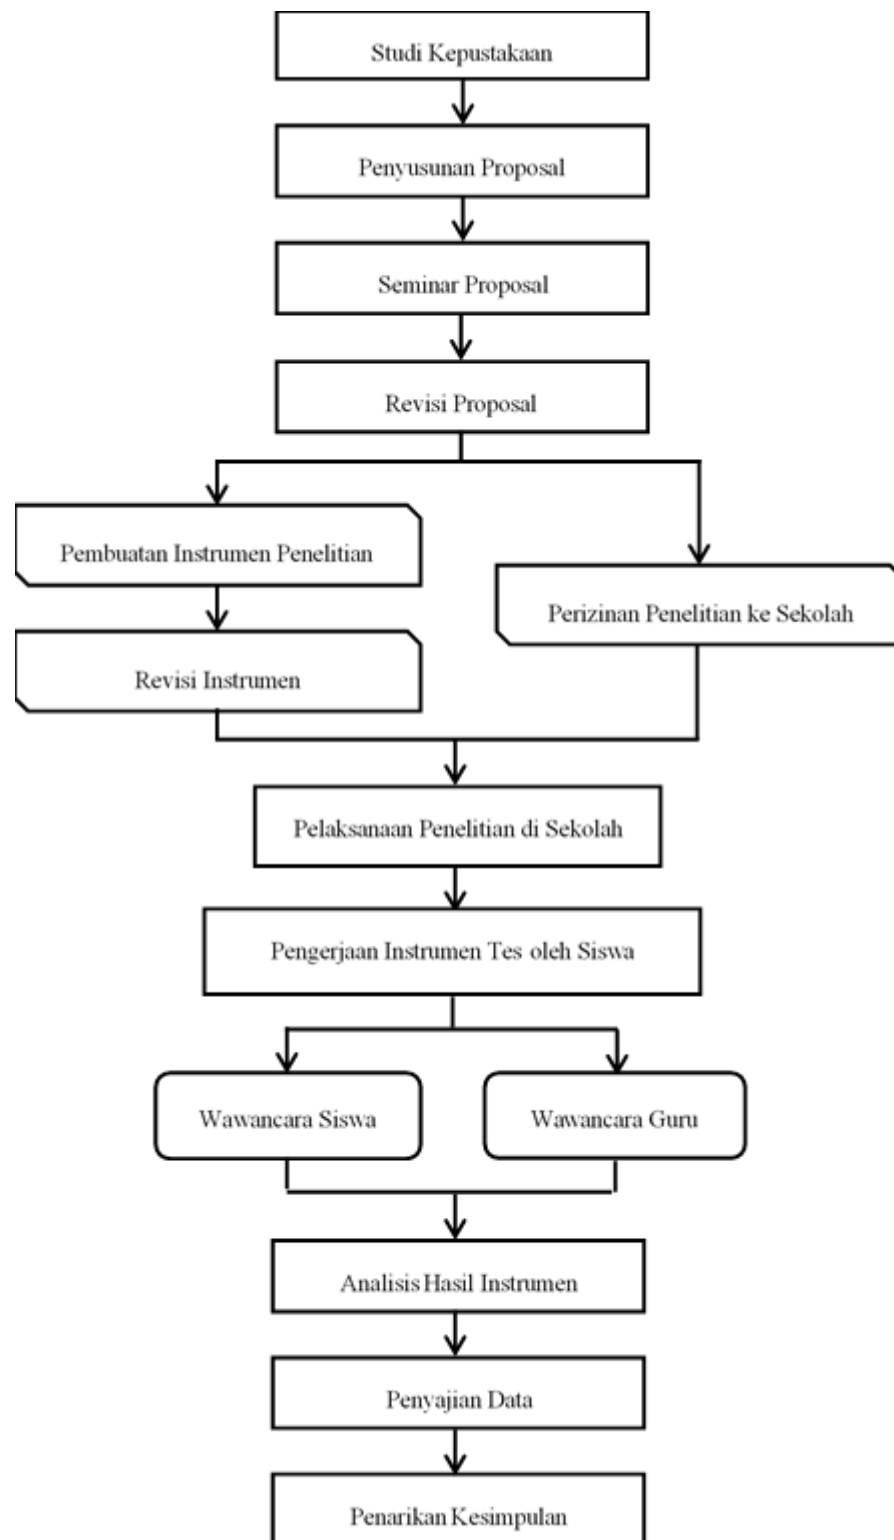 Studi Kepustakaan
Penyusunan Proposal
Seminar Proposal
Revisi Proposal
Pembuatan Instrumen Penelitian
Perizinan Penelitian ke Sekolah
Revisi Instrumen
Pelaksanaan Penelitian di Sekolah
Pengerjaan Instrumen Tes oleh Siswa
Wawancara Siswa
Wawancara Guru
Analisis Hasil Instrumen
Penyajian Data
Penarikan Kesimpulan